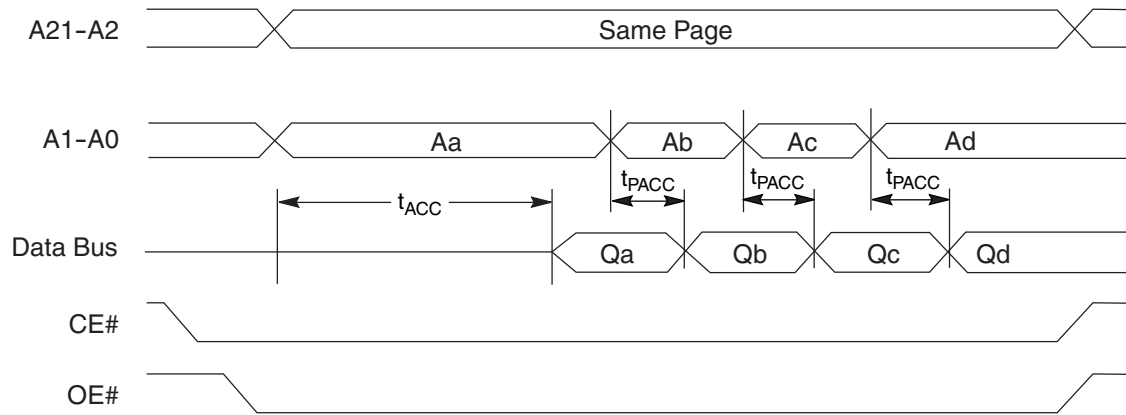 A21-A2
Same Page
A1-A0
Aa
Ab
Ac
Ad
tPACC
tPACC
tPACC
tACC
Data Bus
Qa
Qb
Qc
Qd
CE#
OE#